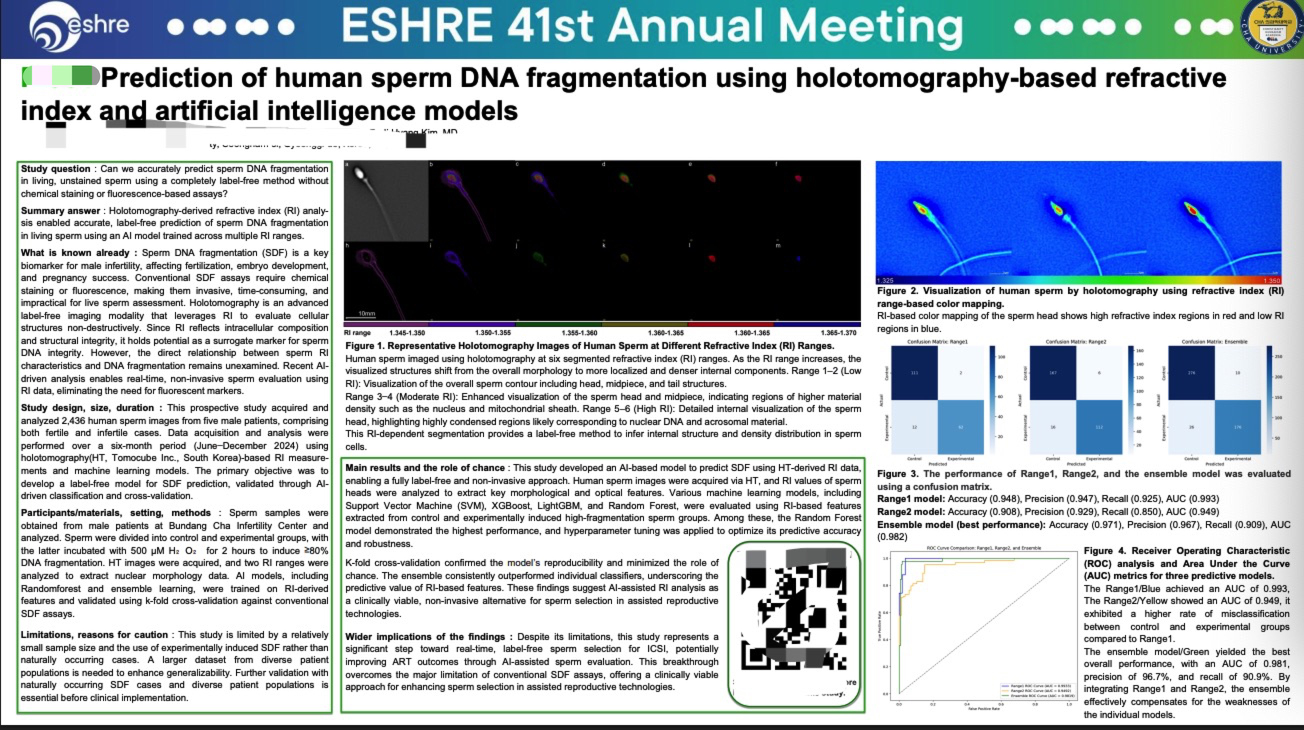 eshre
ESHRE 41st Annual Meeting
Prediction of human sperm DNA fragmentation using holotomography-based refractive
index and artificial intelligence models
Kim, MD
Study question : Can we accurately predict sperm DNA fragmentation
in living, unstained sperm using a completely label-free method without
chemical staining or fluorescence-based assays?
Summary answer : Holotomography-derived refractive index (RI) analy-
sis enabled accurate, label-free prediction of sperm DNA fragmentation
in living sperm using an AI model trained across multiple RI ranges.
What is known already : Sperm DNA fragmentation (SDF) is a key
biomarker for male infertility, affecting fertilization, embryo development,
and pregnancy success. Conventional SDF assays require chemical
staining or fluorescence, making them invasive, time-consuming, and
impractical for live sperm assessment. Holotomography is an advanced
label-free imaging modality that leverages RI to evaluate cellular
structures non-destructively. Since RI reflects intracellular composition
and structural integrity, it holds potential as a surrogate marker for sperm
DNA integrity. However, the direct relationship between sperm RI
characteristics and DNA fragmentation remains unexamined. Recent AI-
driven analysis enables real-time, non-invasive sperm evaluation using
RI data, eliminating the need for fluorescent markers.
Study design, size, duration : This prospective study acquired and
analyzed 2,436 human sperm images from five male patients, comprising
both fertile and infertile cases. Data acquisition and analysis were
performed over a six-month period (June–December 2024) using
holotomography(HT, Tomocube Inc., South Korea)-based RI measure-
ments and machine learning models. The primary objective was to
develop a label-free model for SDF prediction, validated through AI-
driven classification and cross-validation.
Participants/materials, setting, methods : Sperm samples were
obtained from male patients at Bundang Cha Infertility Center and
analyzed. Sperm were divided into control and experimental groups, with
the latter incubated with 500 µM H₂ O₂ for 2 hours to induce ≥80%
DNA fragmentation. HT images were acquired, and two RI ranges were
analyzed to extract nuclear morphology data. AI models, including
Randomforest and ensemble learning, were trained on RI-derived
features and validated using k-fold cross-validation against conventional
SDF assays.
Limitations, reasons for caution : This study is limited by a relatively
small sample size and the use of experimentally induced SDF rather than
naturally occurring cases. A larger dataset from diverse patient
populations is needed to enhance generalizability. Further validation with
naturally occurring SDF cases and diverse patient populations is
essential before clinical implementation.
a b c d e f
h i j k l m
10mm
RI range 1.345-1.350 1.350-1.355 1.355-1.360 1.360-1.365 1.360-1.365 1.365-1.370
Figure 1. Representative Holotomography Images of Human Sperm at Different Refractive Index (RI) Ranges.
Human sperm imaged using holotomography at six segmented refractive index (RI) ranges. As the RI range increases, the
visualized structures shift from the overall morphology to more localized and denser internal components. Range 1–2 (Low
RI): Visualization of the overall sperm contour including head, midpiece, and tail structures.
Range 3–4 (Moderate RI): Enhanced visualization of the sperm head and midpiece, indicating regions of higher material
density such as the nucleus and mitochondrial sheath. Range 5–6 (High RI): Detailed internal visualization of the sperm
head, highlighting highly condensed regions likely corresponding to nuclear DNA and acrosomal material.
This RI-dependent segmentation provides a label-free method to infer internal structure and density distribution in sperm
cells.
Main results and the role of chance : This study developed an AI-based model to predict SDF using HT-derived RI data,
enabling a fully label-free and non-invasive approach. Human sperm images were acquired via HT, and RI values of sperm
heads were analyzed to extract key morphological and optical features. Various machine learning models, including
Support Vector Machine (SVM), XGBoost, LightGBM, and Random Forest, were evaluated using RI-based features
extracted from control and experimentally induced high-fragmentation sperm groups. Among these, the Random Forest
model demonstrated the highest performance, and hyperparameter tuning was applied to optimize its predictive accuracy
and robustness.
K-fold cross-validation confirmed the model's reproducibility and minimized the role of
chance. The ensemble consistently outperformed individual classifiers, underscoring the
predictive value of RI-based features. These findings suggest AI-assisted RI analysis as
a clinically viable, non-invasive alternative for sperm selection in assisted reproductive
technologies.
Wider implications of the findings : Despite its limitations, this study represents a
significant step toward real-time, label-free sperm selection for ICSI, potentially
improving ART outcomes through AI-assisted sperm evaluation. This breakthrough
overcomes the major limitation of conventional SDF assays, offering a clinically viable
approach for enhancing sperm selection in assisted reproductive technologies.
study.
1.325 1.350
Figure 2. Visualization of human sperm by holotomography using refractive index (RI)
range-based color mapping.
RI-based color mapping of the sperm head shows high refractive index regions in red and low RI
regions in blue.
Confusion Matrix: Range1 Confusion Matrix: Range2 Confusion Matrix: Ensemble
Figure 3. The performance of Range1, Range2, and the ensemble model was evaluated
using a confusion matrix.
Range1 model: Accuracy (0.948), Precision (0.947), Recall (0.925), AUC (0.993)
Range2 model: Accuracy (0.908), Precision (0.929), Recall (0.850), AUC (0.949)
Ensemble model (best performance): Accuracy (0.971), Precision (0.967), Recall (0.909), AUC
(0.982)
ROC Curve Comparison: Range1, Range2, and Ensemble
True Positive Rate
False Positive Rate
Figure 4. Receiver Operating Characteristic
(ROC) analysis and Area Under the Curve
(AUC) metrics for three predictive models.
The Range1/Blue achieved an AUC of 0.993,
The Range2/Yellow showed an AUC of 0.949, it
exhibited a higher rate of misclassification
between control and experimental groups
compared to Range1.
The ensemble model/Green yielded the best
overall performance, with an AUC of 0.981,
precision of 96.7%, and recall of 90.9%. By
integrating Range1 and Range2, the ensemble
effectively compensates for the weaknesses of
the individual models.